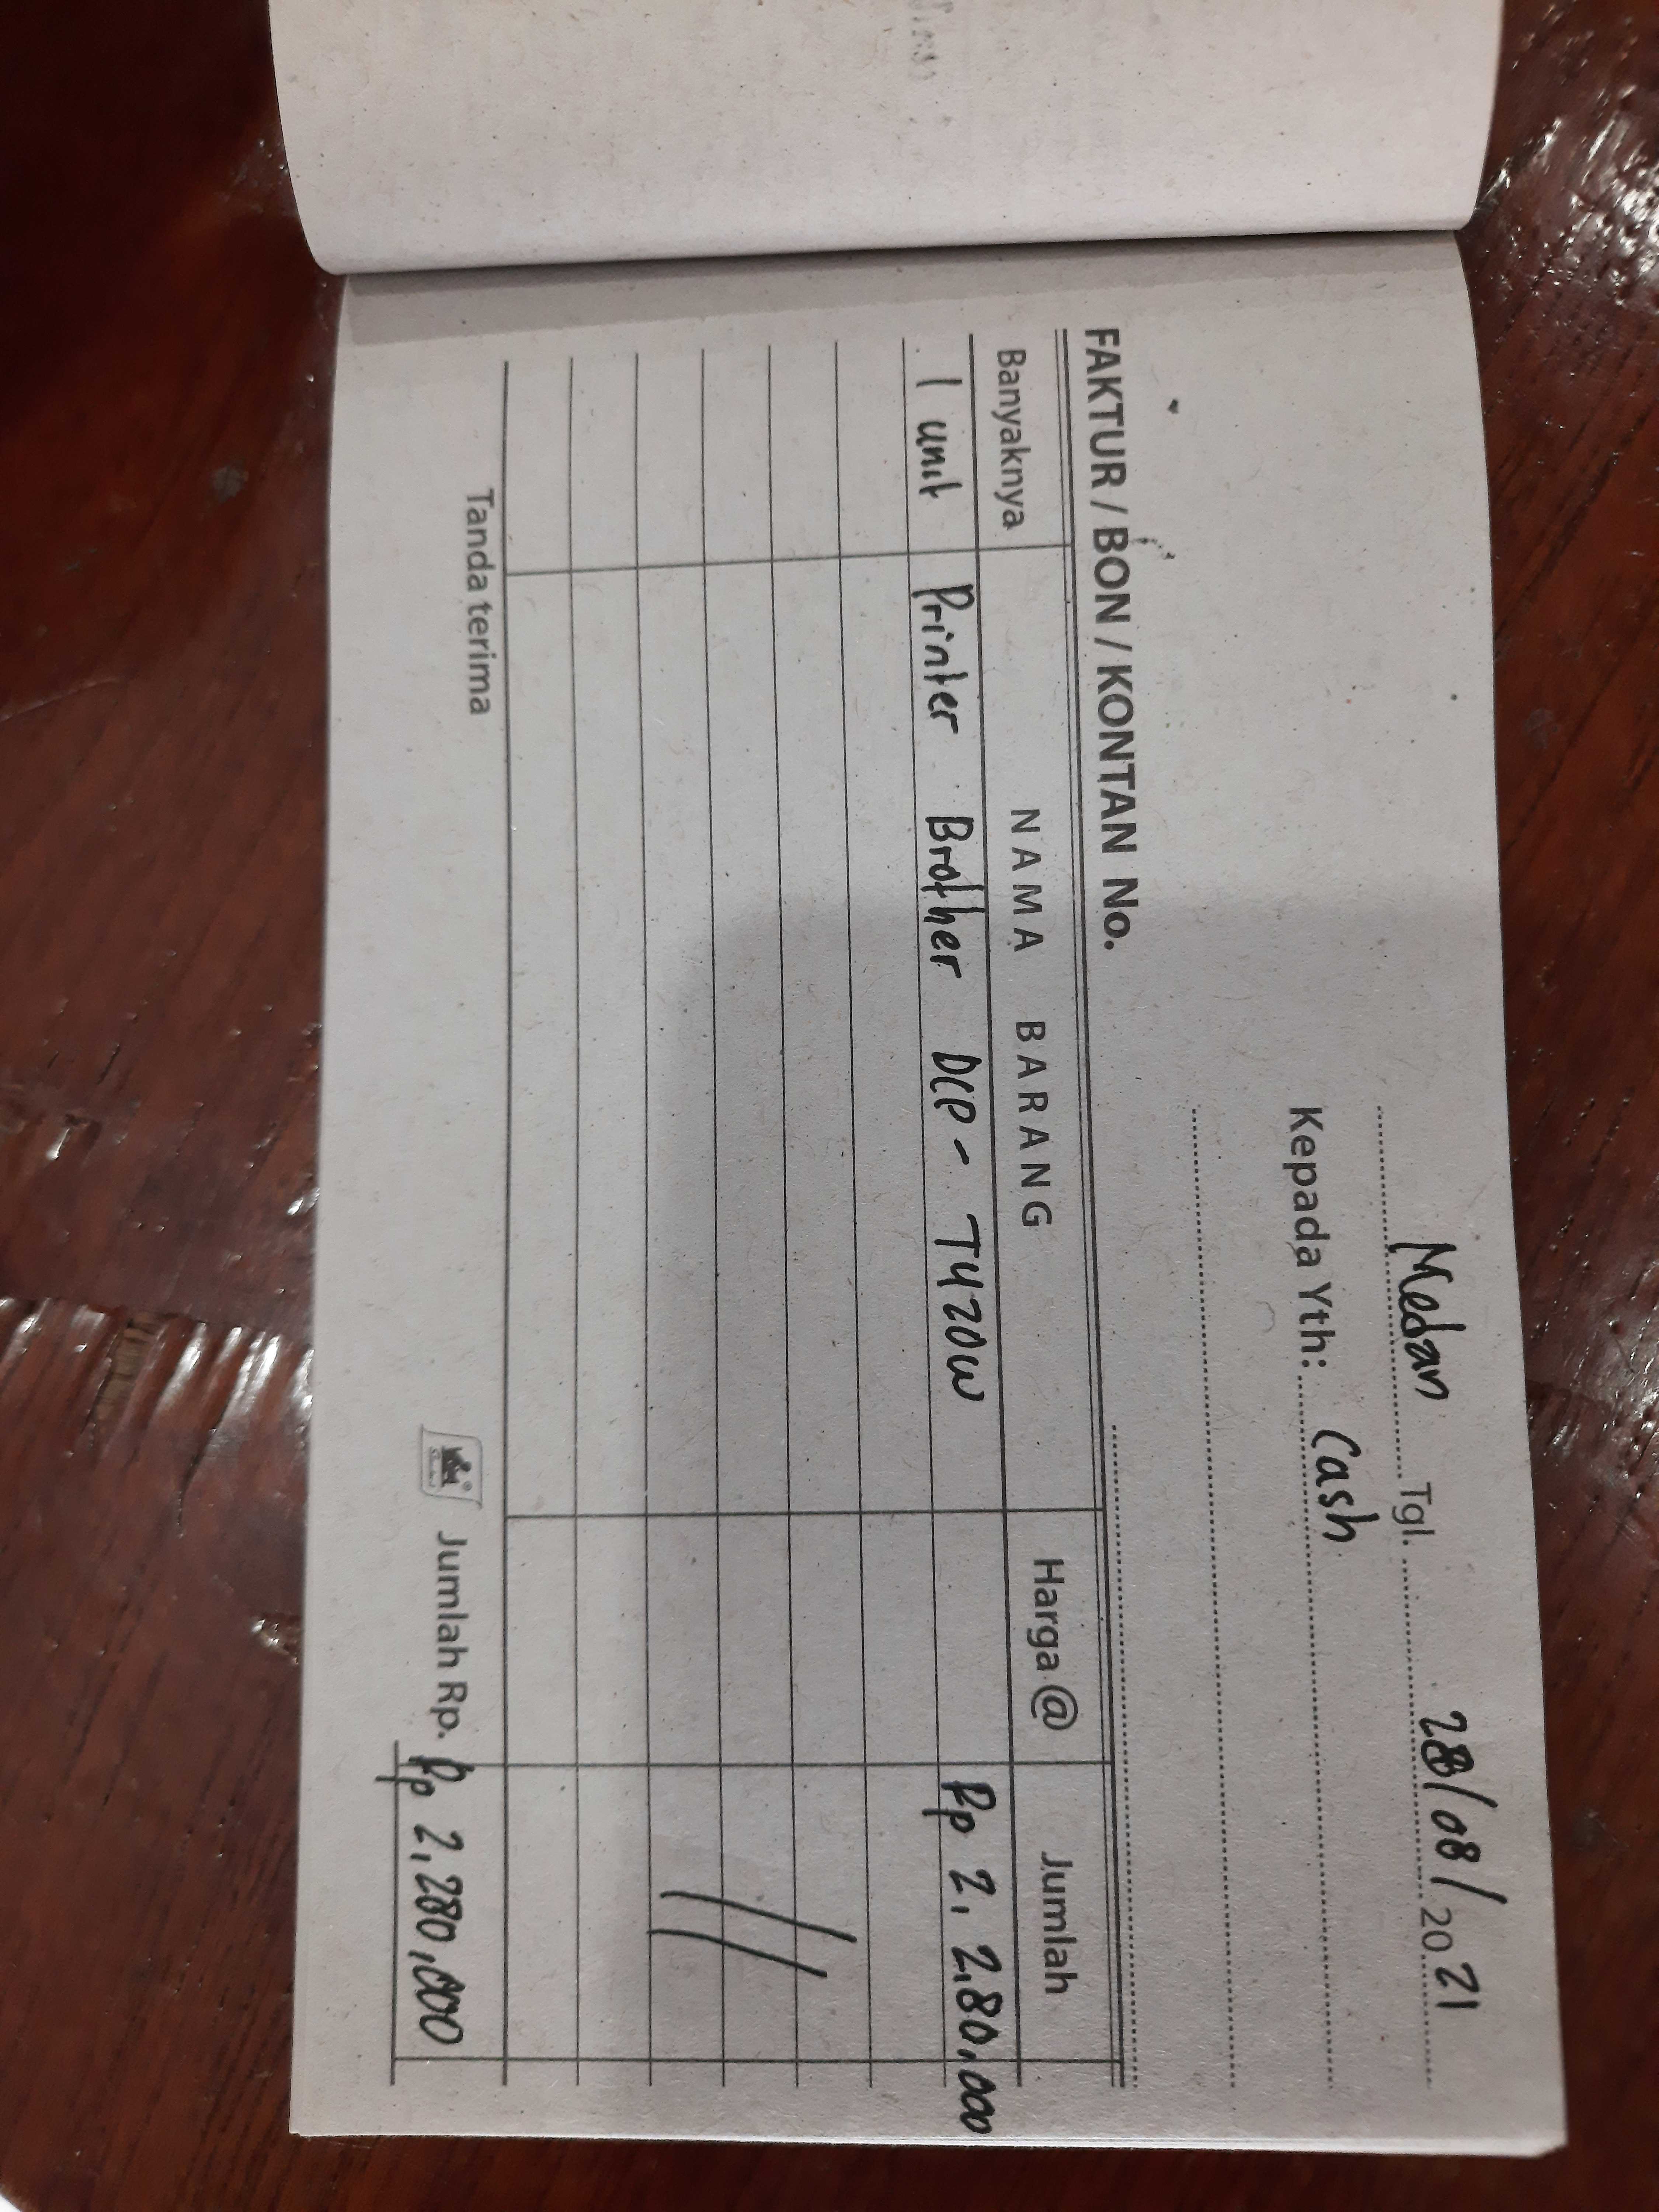 Medan Tgl. 28/08/2021
Kepada Yth: Cash
FAKTUR / BON / KONTAN No.
Banyaknya NAMA BARANG Harga @ Jumlah
1 unit Printer Brother DCP - T420W Rp 2,280,000
Tanda terima Jumlah Rp. Rp 2,280,000